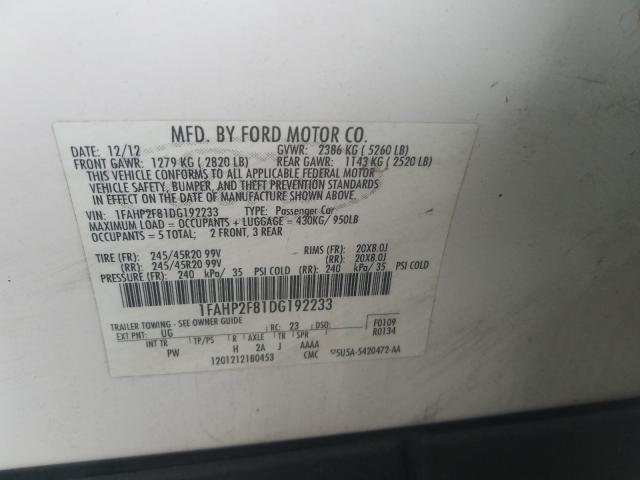 MFD. BY FORD MOTOR CO.
DATE: 12/12 GVWR: 2386 KG ( 5260 LB)
FRONT GAWR: 1279 KG ( 2820 LB) REAR GAWR: 1143 KG ( 2520 LB)
THIS VEHICLE CONFORMS TO ALL APPLICABLE FEDERAL MOTOR
VEHICLE SAFETY, BUMPER, AND THEFT PREVENTION STANDARDS
IN EFFECT ON THE DATE OF MANUFACTURE SHOWN ABOVE.
VIN: 1FAHP2F81DG192233 TYPE: Passenger Car
MAXIMUM LOAD = OCCUPANTS + LUGGAGE = 430KG/ 950LB
OCCUPANTS = 5 TOTAL; 2 FRONT, 3 REAR
TIRE (FR): 245/45R20 99V RIMS (FR): 20X8.0J
(RR): 245/45R20 99V (RR): 20X8.0J
PRESSURE (FR): 240 kPa/ 35 PSI COLD (RR): 240 kPa/ 35 PSI COLD
1FAHP2F81DG192233
TRAILER TOWING - SEE OWNER GUIDE
EXT PNT: UG RC: 23 DSO: F0109
INT TR TP/PS R AXLE TR SPR R0134
PW H 2A J AAAA
1201212180453 CMC 5U5A-5420472-AA